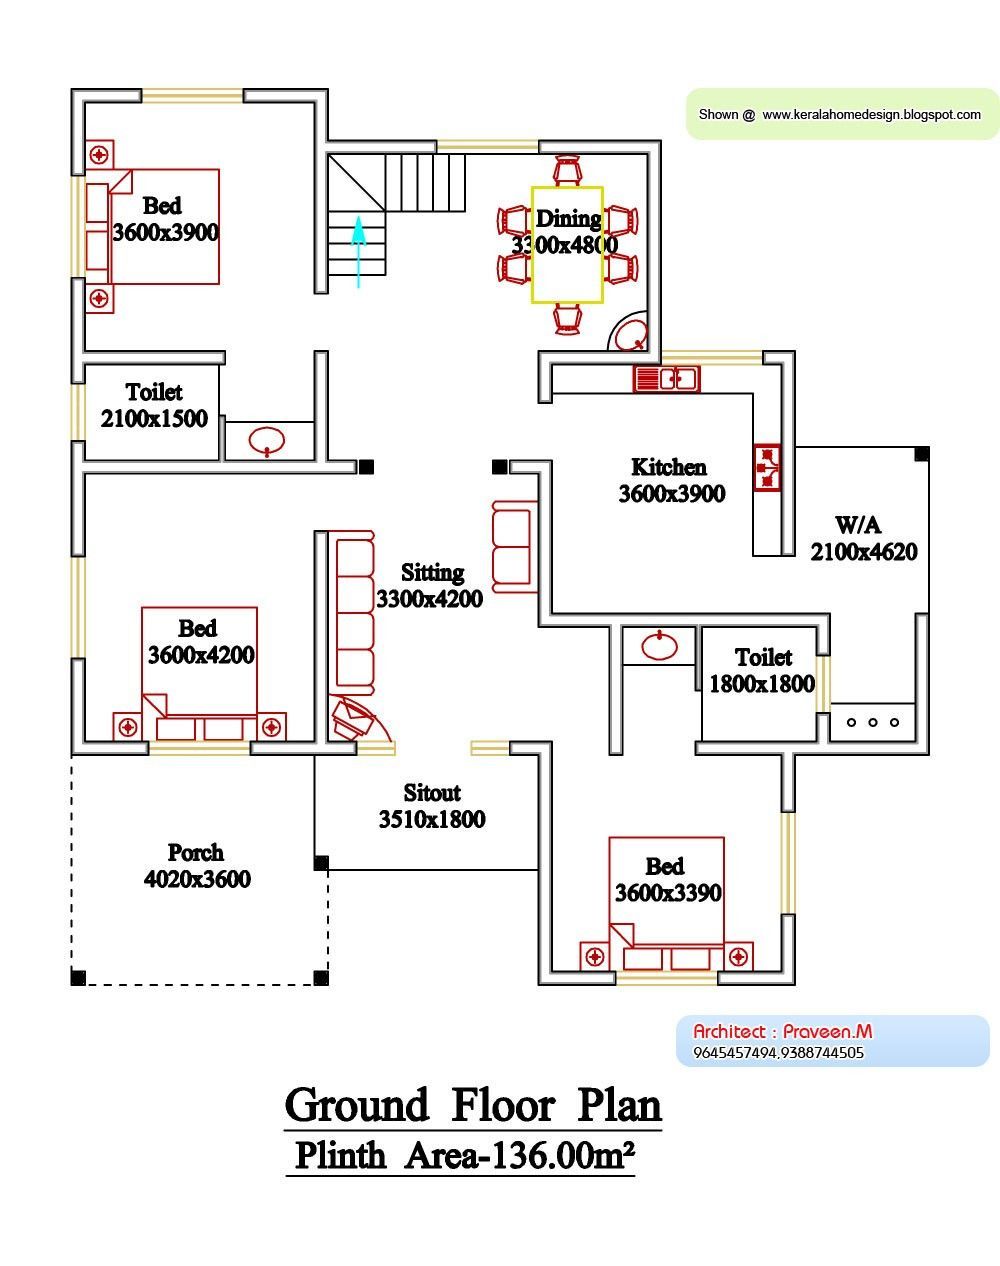 Shown @ www.keralahomedesign.blogspot.com
Bed
3600x3900
Dining
3300x4800
Toilet
2100x1500
Kitchen
3600x3900
W/A
2100x4620
Sitting
3300x4200
Bed
3600x4200
Toilet
1800x1800
Sitout
3510x1800
Porch
4020x3600
Bed
3600x3390
Architect : Praveen.M
9645457494,9388744505
Ground Floor Plan
Plinth Area-136.00m²